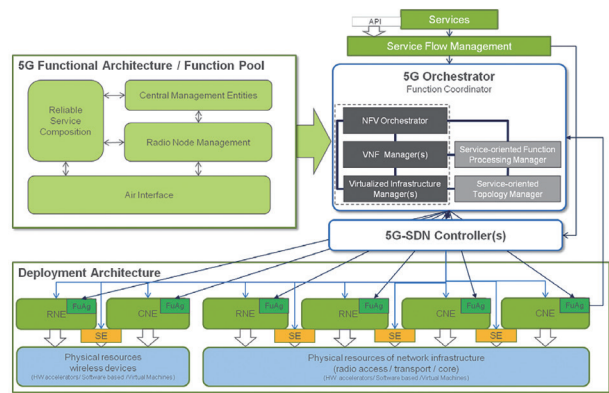 API
Services
Service Flow Management
5G Functional Architecture / Function Pool
Reliable
Service
Composition
Central Management Entities
Radio Node Management
Air Interface
5G Orchestrator
Function Coordinator
NFV Orchestrator
VNF Manager(s)
Virtualized Infrastructure
Manager(s)
Service-oriented Function
Processing Manager
Service-oriented
Topology Manager
5G-SDN Controller(s)
Deployment Architecture
RNE
FuAg
CNE
FuAg
RNE
FuAg
RNE
FuAg
CNE
FuAg
CNE
FuAg
SE
SE
SE
SE
Physical resources
wireless devices
(HW accelerators/ Software based /Virtual Machines)
Physical resources of network infrastructure
(radio access / transport / core)
(HW accelerators/ Software based /Virtual Machines)